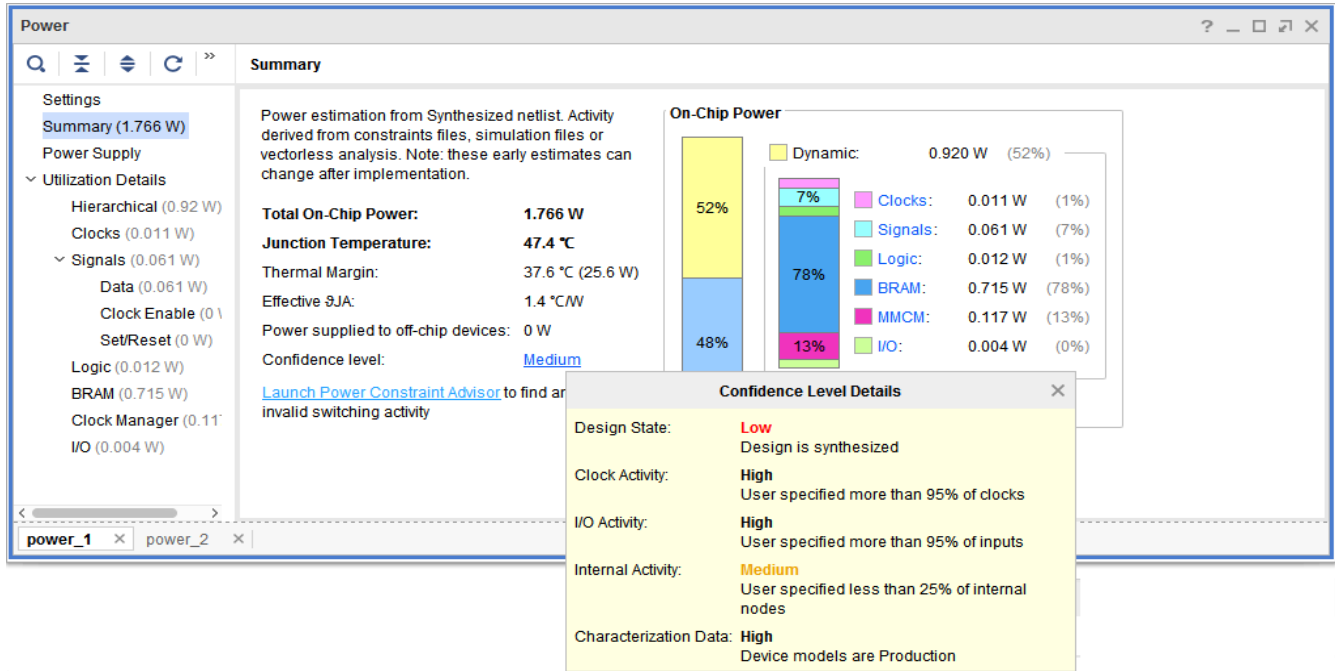 Power
?
»
Summary
Settings
Summary (1.766 W)
Power Supply
Utilization Details
Hierarchical (0.92 W)
Clocks (0.011 W)
Signals (0.061 W)
Data (0.061 W)
Clock Enable (0
Set/Reset (0 W)
Logic (0.012 W)
BRAM (0.715 W)
Clock Manager (0.11
I/O (0.004 W)
Power estimation from Synthesized netlist. Activity
derived from constraints files, simulation files or
vectorless analysis. Note: these early estimates can
change after implementation.
Total On-Chip Power: 1.766 W
Junction Temperature: 47.4 °C
Thermal Margin: 37.6 °C (25.6 W)
Effective ϑJA: 1.4 °C/W
Power supplied to off-chip devices: 0 W
Confidence level: Medium
Launch Power Constraint Advisor to find
invalid switching activity
On-Chip Power
52%
48%
Dynamic: 0.920 W (52%)
7%
78%
13%
Clocks: 0.011 W (1%)
Signals: 0.061 W (7%)
Logic: 0.012 W (1%)
BRAM: 0.715 W (78%)
MMCM: 0.117 W (13%)
I/O: 0.004 W (0%)
Confidence Level Details
Design State: Low
Design is synthesized
Clock Activity: High
User specified more than 95% of clocks
I/O Activity: High
User specified more than 95% of inputs
Internal Activity: Medium
User specified less than 25% of internal
nodes
Characterization Data: High
Device models are Production
power_1
power_2